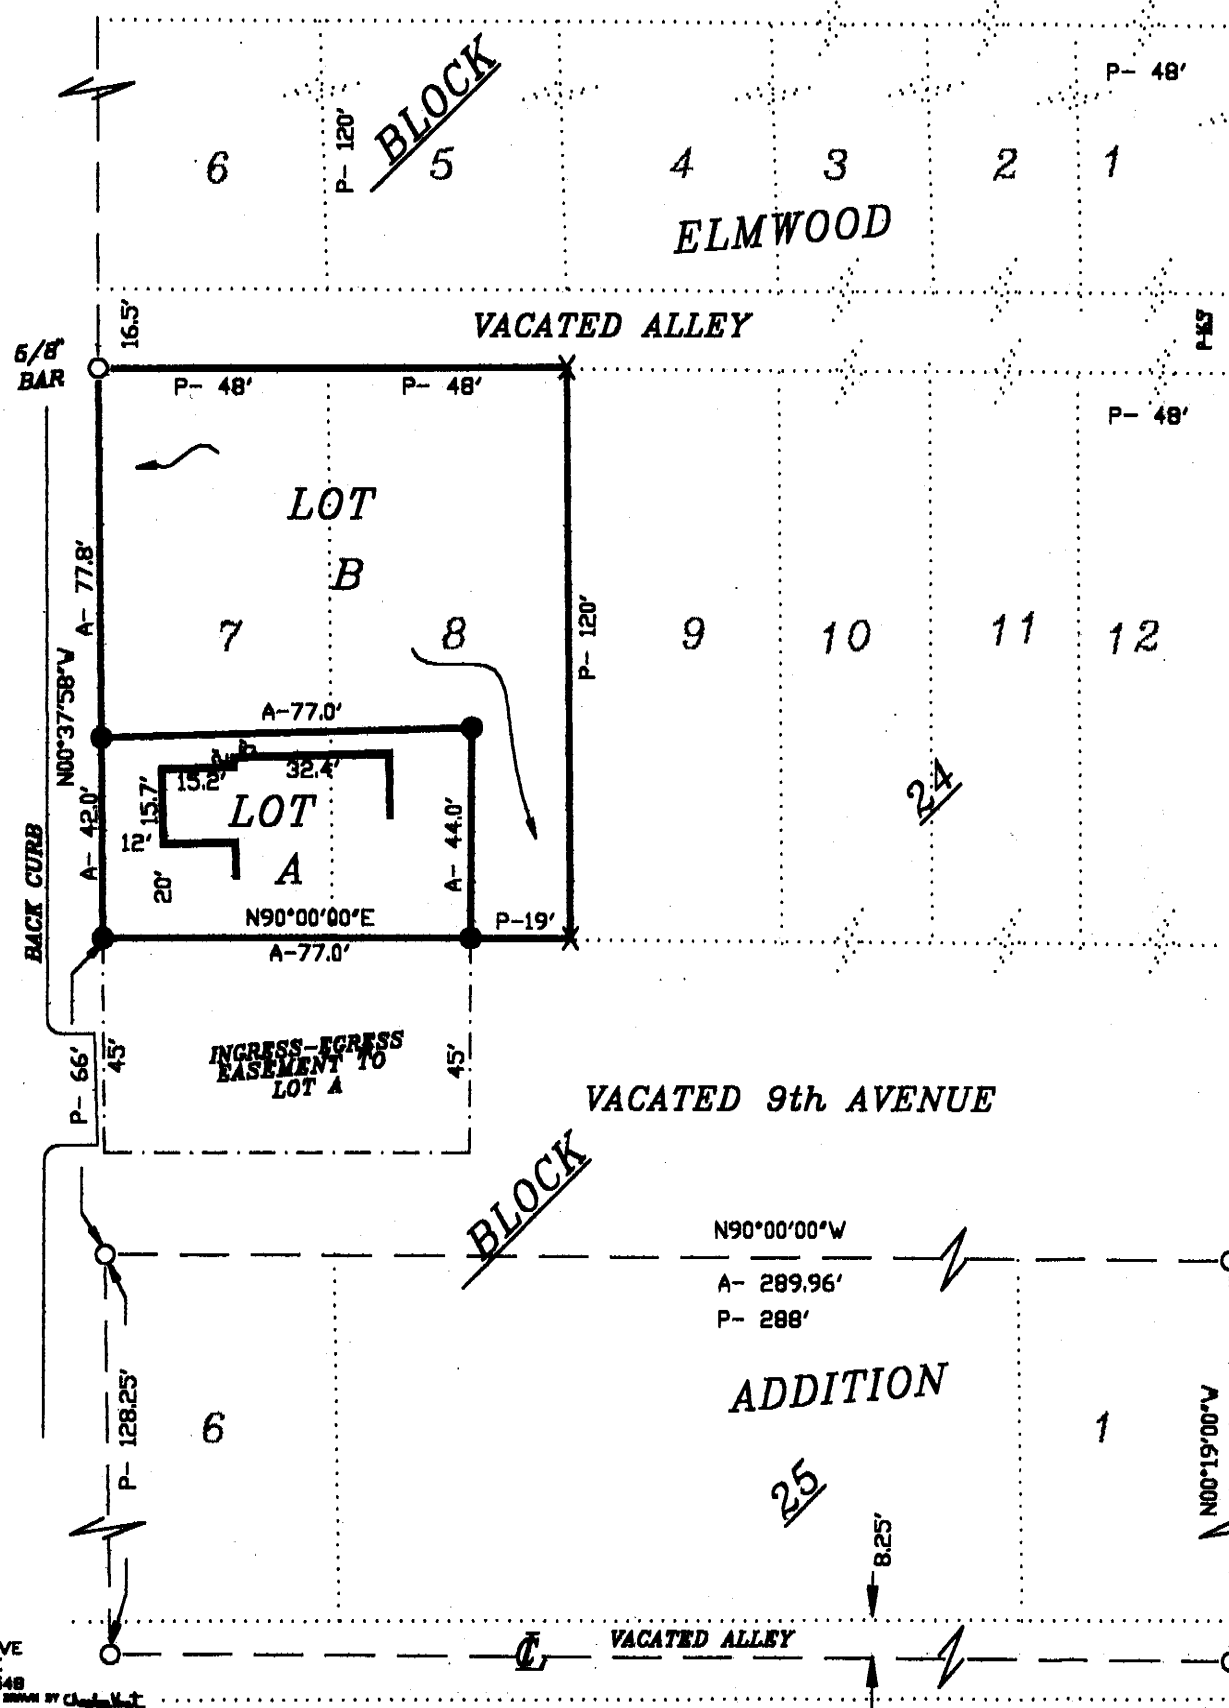 P- 48'
BLOCK
P- 120'
6
5
4
3
2
1
ELMWOOD
16.5'
VACATED ALLEY
5/8"
BAR
P- 48'
P- 48'
P- 48'
LOT
B
A- 77.8'
N00°37'58"W
7
8
9
10
11
12
P- 120'
A-77.0'
15.2'
32.4'
15.7'
LOT
A
12'
20'
A- 42.0'
A- 44.0'
24
BACK CURB
N90°00'00"E
A-77.0'
P-19'
P- 66'
45'
INGRESS-EGRESS
EASEMENT TO
LOT A
45'
VACATED 9th AVENUE
BLOCK
N90°00'00"W
A- 289.96'
P- 288'
ADDITION
P- 128.25'
6
1
N00°19'00"W
25
8.25'
VACATED ALLEY
VE
DRAWN BY